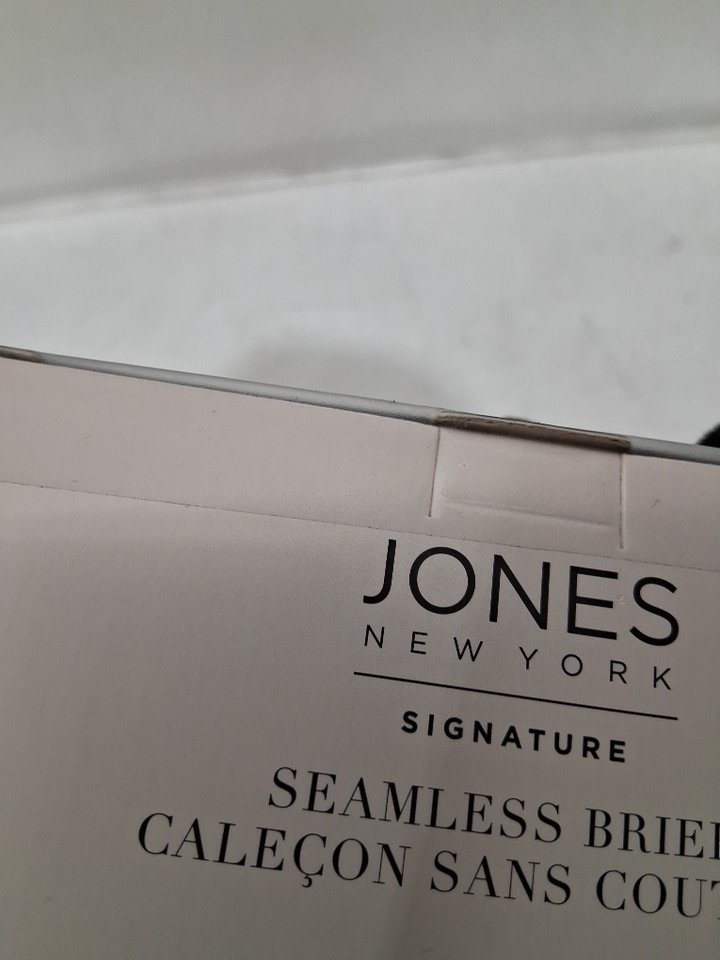 JONES
NEW YORK
SIGNATURE
SEAMLESS
CALEÇON SANS